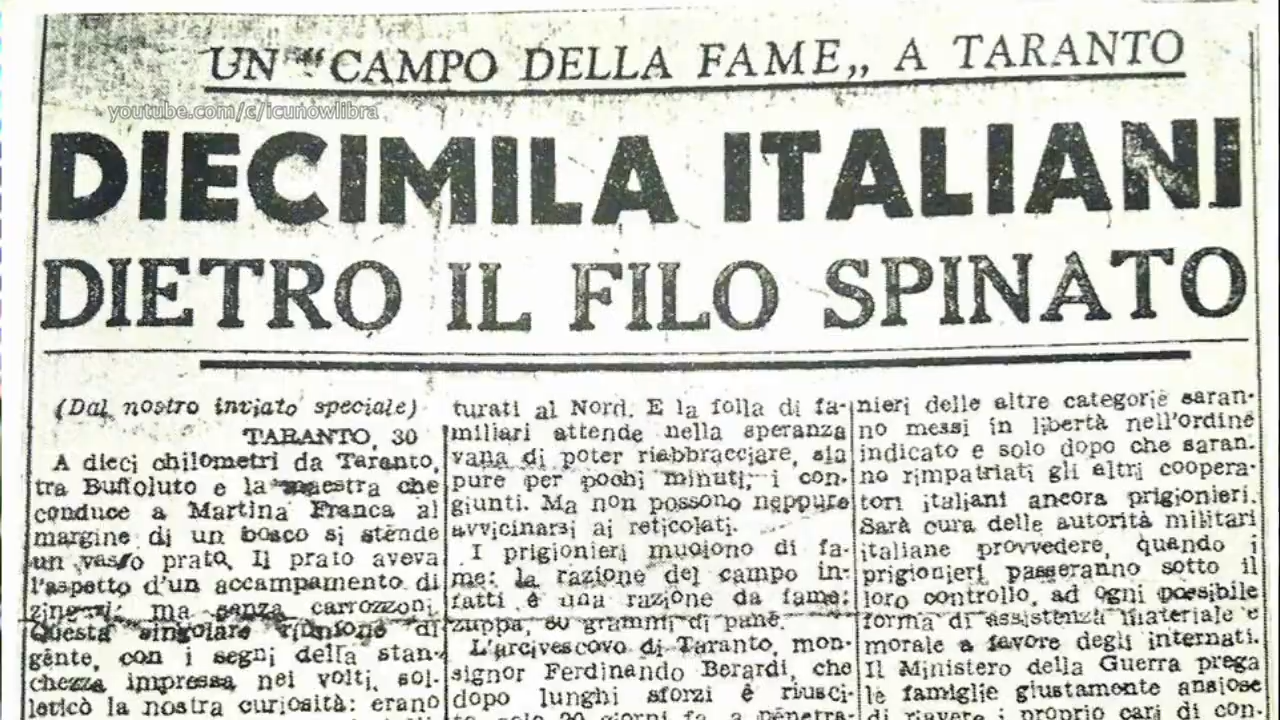 UN "CAMPO DELLA FAME„ A TARANTO
youtube.com/c/icunowlibra
DIECIMILA ITALIANI
DIETRO IL FILO SPINATO
(Dal nostro inviato speciale)
TARANTO, 30
A dieci chilometri da Taranto,
tra Buffoluto e la maestra che
conduce a Martina Franca al
margine di un bosco si stende
un vasto prato. Il prato aveva
l'aspetto d'un accampamento di
zingari; ma senza carrozzoni.
Questa singolare riunione di
gente, con i segni della stan-
chezza impressa nei volti, sol-
leticò la nostra curiosità: erano
turati al Nord. E la folla di fa-
miliari attende nella speranza
vana di poter riabbracciare, sia
pure per pochi minuti, i con-
giunti. Ma non possono neppure
avvicinarsi ai reticolati.
I prigionieri muoiono di fa-
me: la razione del campo in-
fatti è una razione da fame:
zuppa, 80 grammi di pane.
L'arcivescovo di Taranto, mon-
signor Ferdinando Berardi, che
dopo lunghi sforzi è riusci-
to solo 20 giorni fa a penetra-
nieri delle altre categorie saran-
no messi in libertà nell'ordine
indicato e solo dopo che saran-
no rimpatriati gli altri coopera-
tori italiani ancora prigionieri.
Sarà cura delle autorità militari
italiane provvedere, quando i
prigionieri passeranno sotto il
loro controllo, ad ogni possibile
forma di assistenza materiale e
morale a favore degli internati.
Il Ministero della Guerra prega
le famiglie giustamente ansiose
di riavere i proprio cari di con-